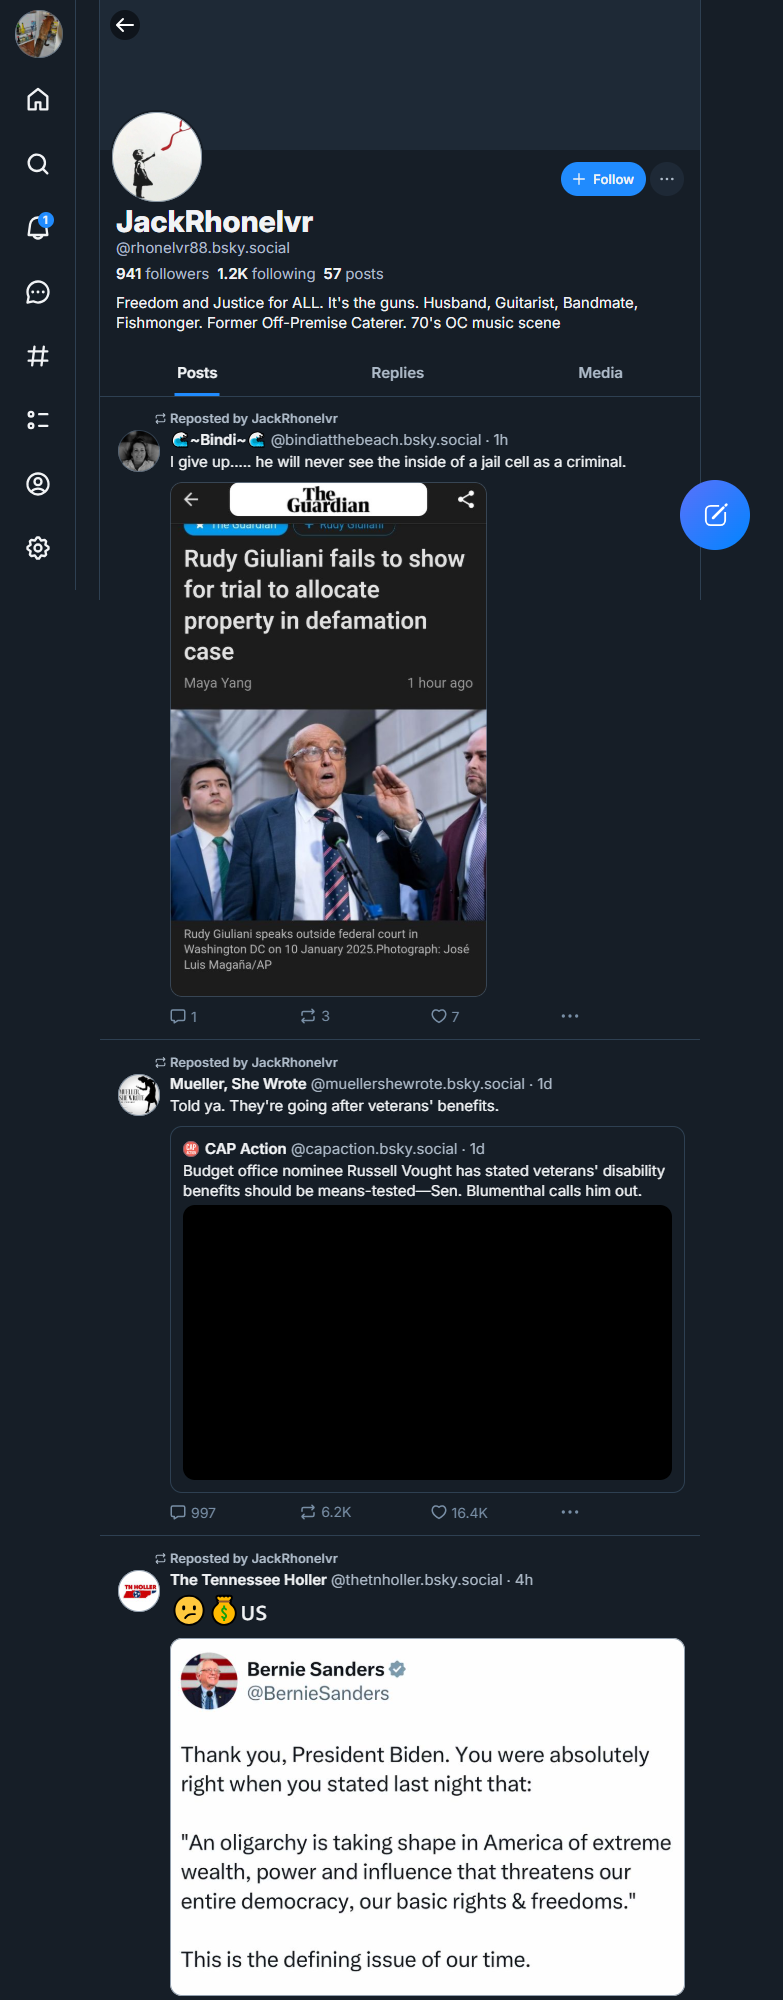 1
+ Follow
JackRhonelvr
@rhonelvr88.bsky.social
941 followers 1.2K following 57 posts
Freedom and Justice for ALL. It's the guns. Husband, Guitarist, Bandmate,
Fishmonger. Former Off-Premise Caterer. 70's OC music scene
Posts Replies Media
Reposted by JackRhonelvr
🌊~Bindi~🌊 @bindiatthebeach.bsky.social · 1h
I give up..... he will never see the inside of a jail cell as a criminal.
The
Guardian
The Guardian + Rudy Giuliani
Rudy Giuliani fails to show
for trial to allocate
property in defamation
case
Maya Yang 1 hour ago
Rudy Giuliani speaks outside federal court in
Washington DC on 10 January 2025.Photograph: José
Luis Magaña/AP
1 3 7
Reposted by JackRhonelvr
MUELLER,
SHE WROTE
Mueller, She Wrote @muellershewrote.bsky.social · 1d
Told ya. They're going after veterans' benefits.
CAP
ACTION
CAP Action @capaction.bsky.social · 1d
Budget office nominee Russell Vought has stated veterans' disability
benefits should be means-tested—Sen. Blumenthal calls him out.
997 6.2K 16.4K
Reposted by JackRhonelvr
TN HOLLER
The Tennessee Holler @thetnholler.bsky.social · 4h
🫤💰US
Bernie Sanders
@BernieSanders
Thank you, President Biden. You were absolutely
right when you stated last night that:
"An oligarchy is taking shape in America of extreme
wealth, power and influence that threatens our
entire democracy, our basic rights & freedoms."
This is the defining issue of our time.